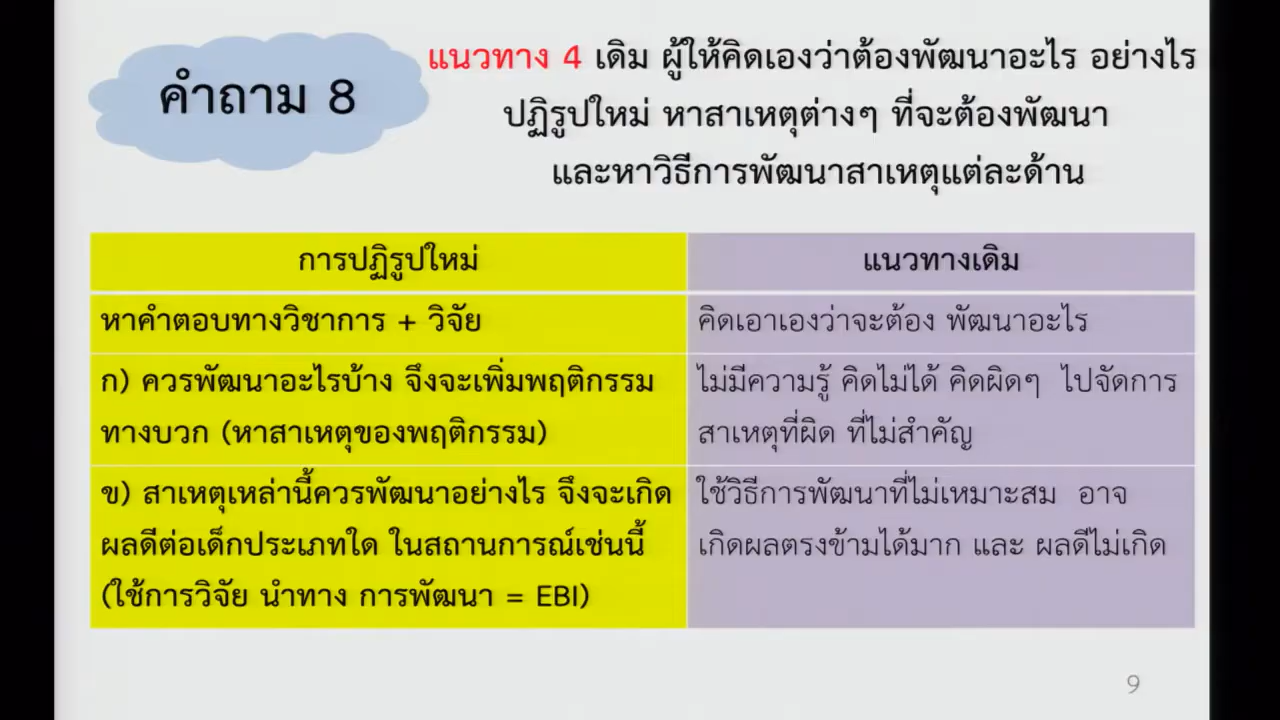 คำถาม 8
แนวทาง 4 เดิม ผู้ให้คิดเองว่าต้องพัฒนาอะไร อย่างไร
ปฏิรูปใหม่ หาสาเหตุต่างๆ ที่จะต้องพัฒนา
และหาวิธีการพัฒนาสาเหตุแต่ละด้าน
การปฏิรูปใหม่
แนวทางเดิม
หาคำตอบทางวิชาการ + วิจัย
คิดเอาเองว่าจะต้อง พัฒนาอะไร
ก) ควรพัฒนาอะไรบ้าง จึงจะเพิ่มพฤติกรรม
ทางบวก (หาสาเหตุของพฤติกรรม)
ไม่มีความรู้ คิดไม่ได้ คิดผิดๆ ไปจัดการ
สาเหตุที่ผิด ที่ไม่สำคัญ
ข) สาเหตุเหล่านี้ควรพัฒนาอย่างไร จึงจะเกิด
ผลดีต่อเด็กประเภทใด ในสถานการณ์เช่นนี้
(ใช้การวิจัย นำทาง การพัฒนา = EBI)
ใช้วิธีการพัฒนาที่ไม่เหมาะสม อาจ
เกิดผลตรงข้ามได้มาก และ ผลดีไม่เกิด
9